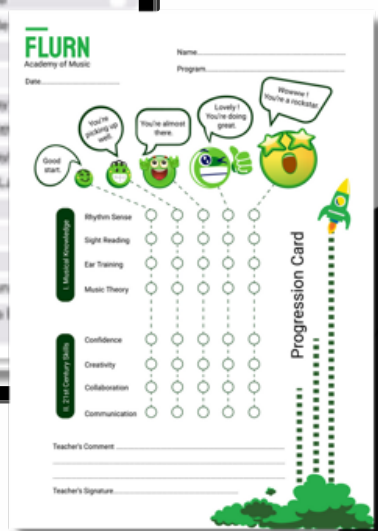 FLURN
Academy of Music
Name
Program
Date
Good
start.
You're
picking up
well.
You're almost
there.
Lovely !
You're doing
great.
Wowww !
You're a rockstar.
I. Musical Knowledge
Rhythm Sense
Sight Reading
Ear Training
Music Theory
II. 21st Century Skills
Confidence
Creativity
Collaboration
Communication
Progression Card
Teacher's Comment
Teacher's Signature